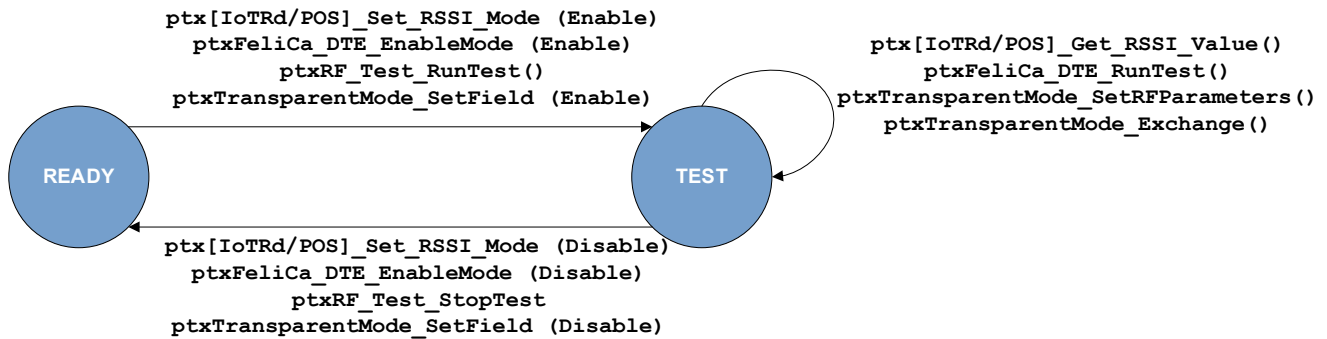 ptx[IoTRd/POS]_Set_RSSI_Mode (Enable)
ptxFeliCa_DTE_EnableMode (Enable)
ptxRF_Test_RunTest()
ptxTransparentMode_SetField (Enable)
ptx[IoTRd/POS]_Get_RSSI_Value()
ptxFeliCa_DTE_RunTest()
ptxTransparentMode_SetRFParameters()
ptxTransparentMode_Exchange()
READY
TEST
ptx[IoTRd/POS]_Set_RSSI_Mode (Disable)
ptxFeliCa_DTE_EnableMode (Disable)
ptxRF_Test_StopTest
ptxTransparentMode_SetField (Disable)